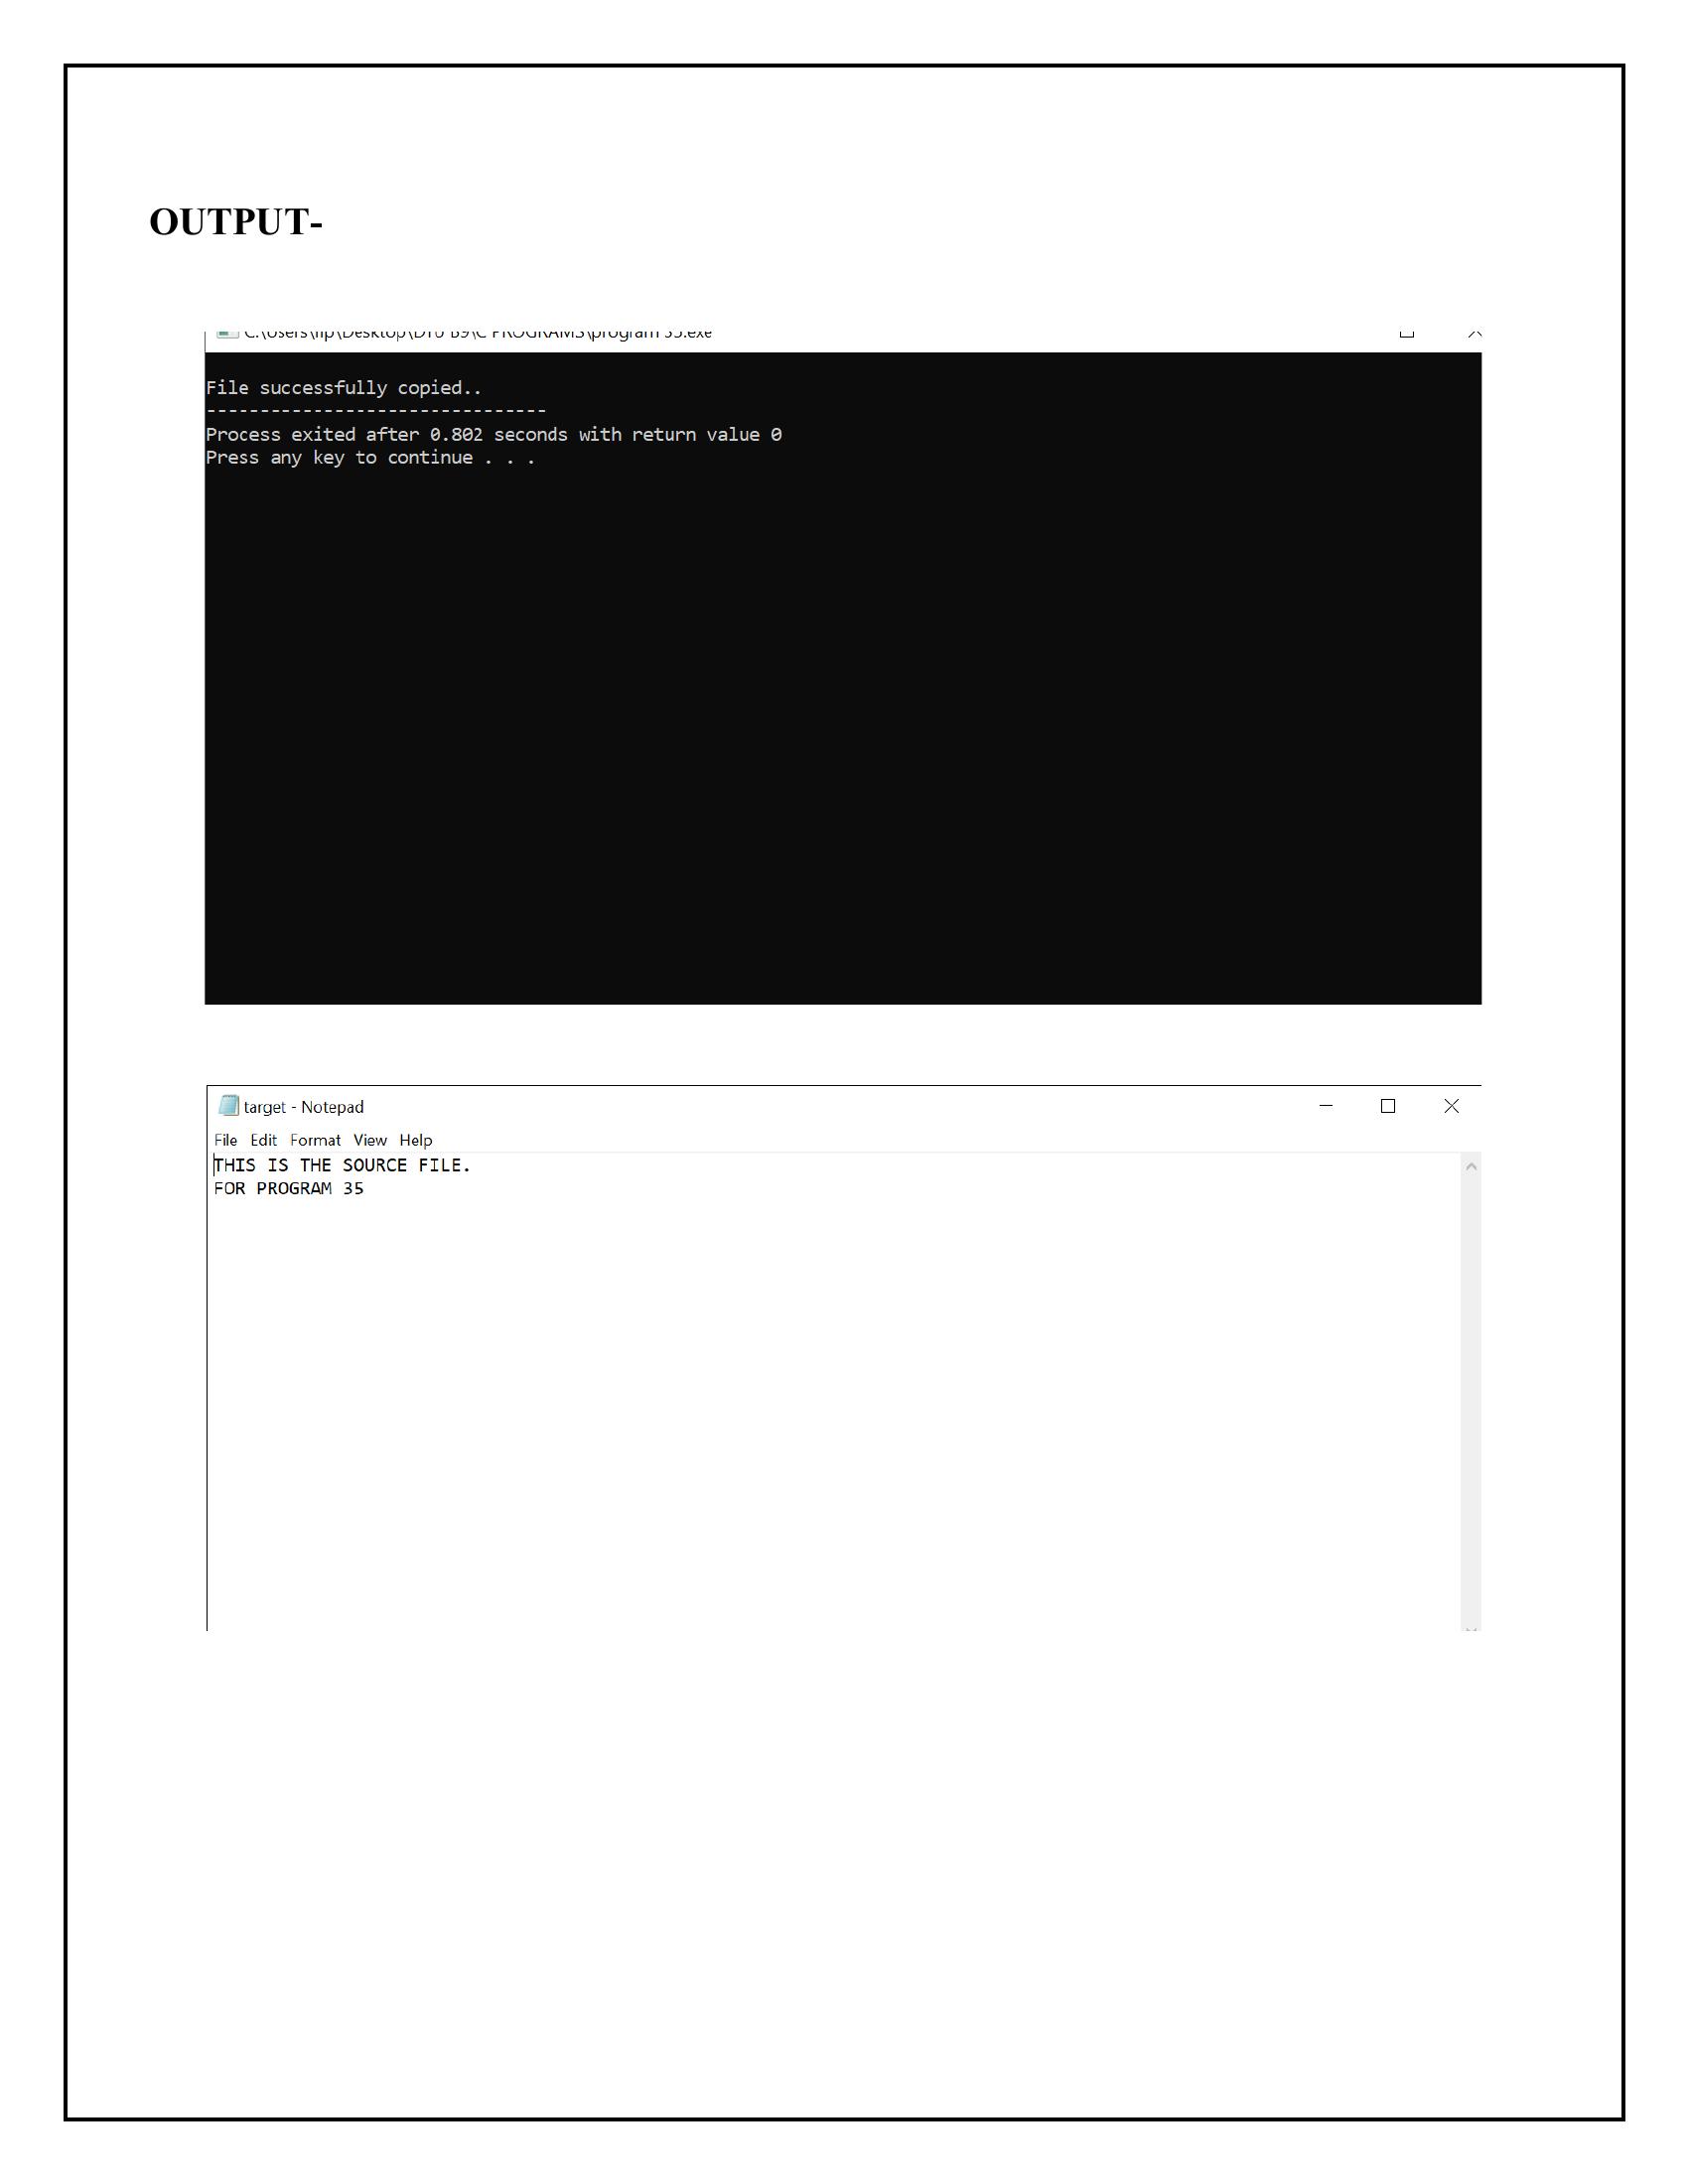 OUTPUT-
C:\Users\hp\Desktop\DTU B9\C PROGRAMS\program 35.exe
File successfully copied..
--------------------------------
Process exited after 0.802 seconds with return value 0
Press any key to continue . . .
target - Notepad
File Edit Format View Help
THIS IS THE SOURCE FILE.
FOR PROGRAM 35